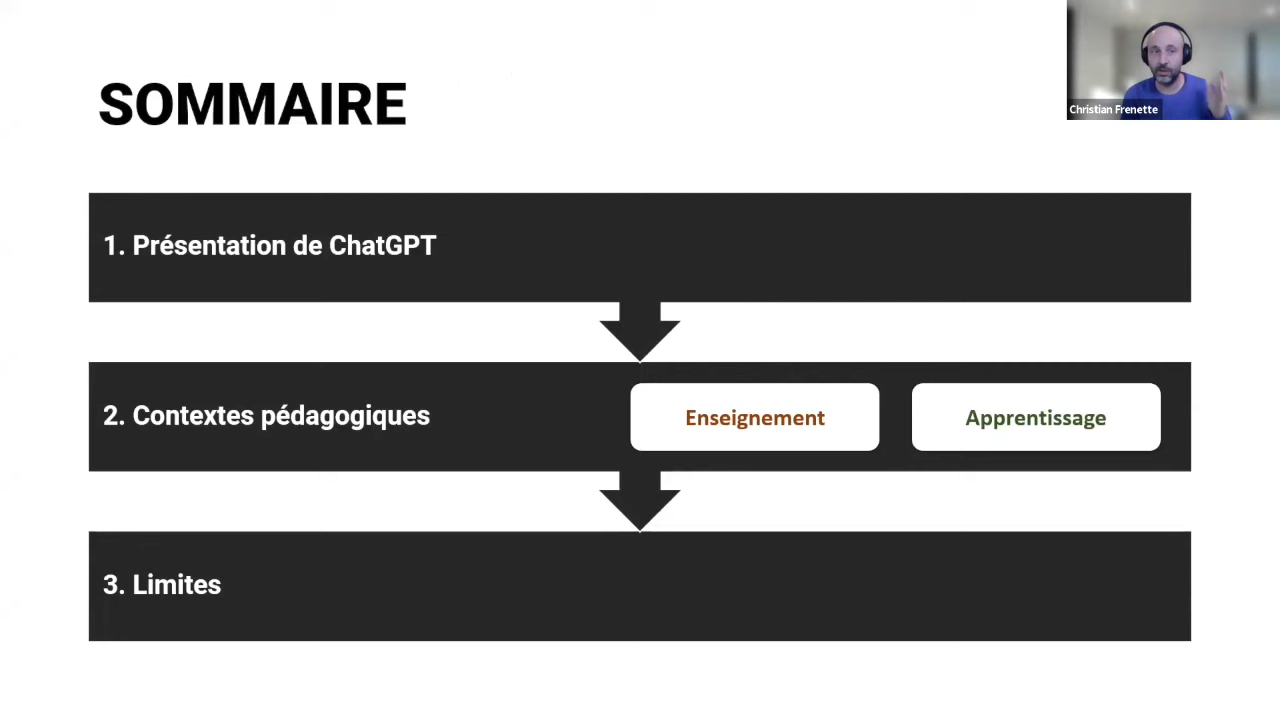 SOMMAIRE
Christian Frenette
1. Présentation de ChatGPT
2. Contextes pédagogiques
Enseignement
Apprentissage
3. Limites